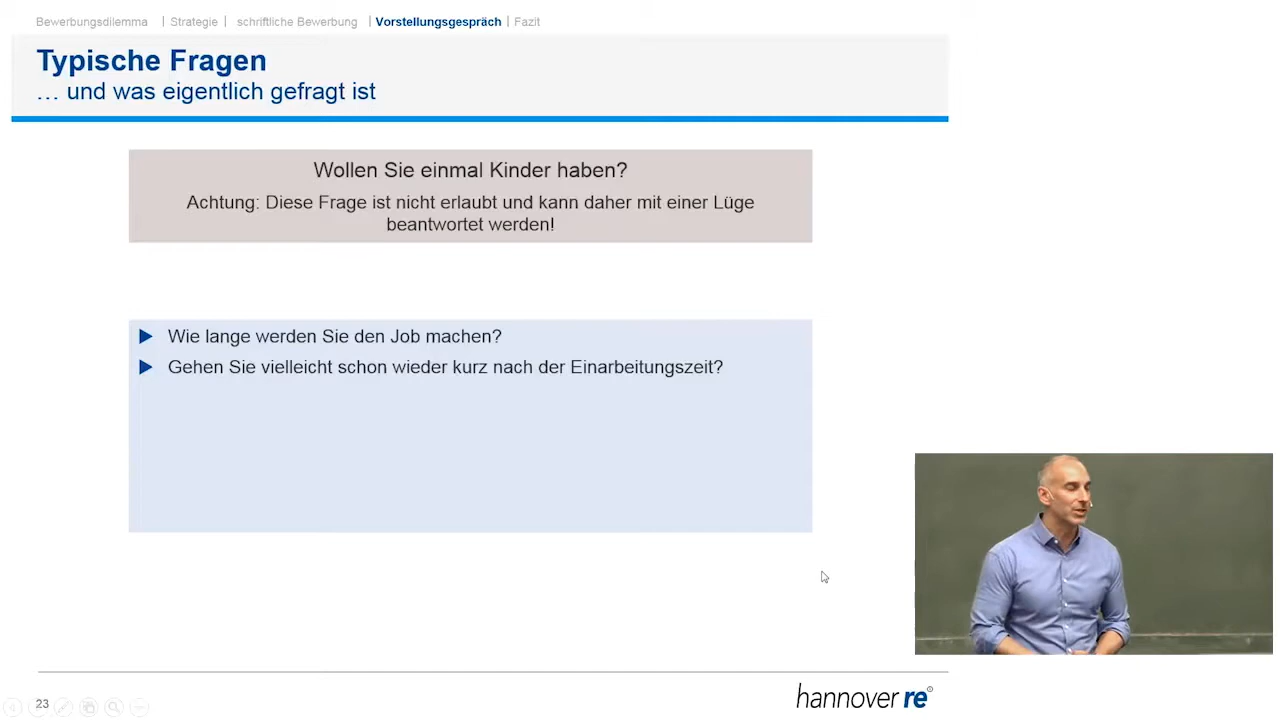 Bewerbungsdilemma | Strategie | schriftliche Bewerbung | Vorstellungsgespräch | Fazit
Typische Fragen
… und was eigentlich gefragt ist
Wollen Sie einmal Kinder haben?
Achtung: Diese Frage ist nicht erlaubt und kann daher mit einer Lüge
beantwortet werden!
Wie lange werden Sie den Job machen?
Gehen Sie vielleicht schon wieder kurz nach der Einarbeitungszeit?
23
hannover re®